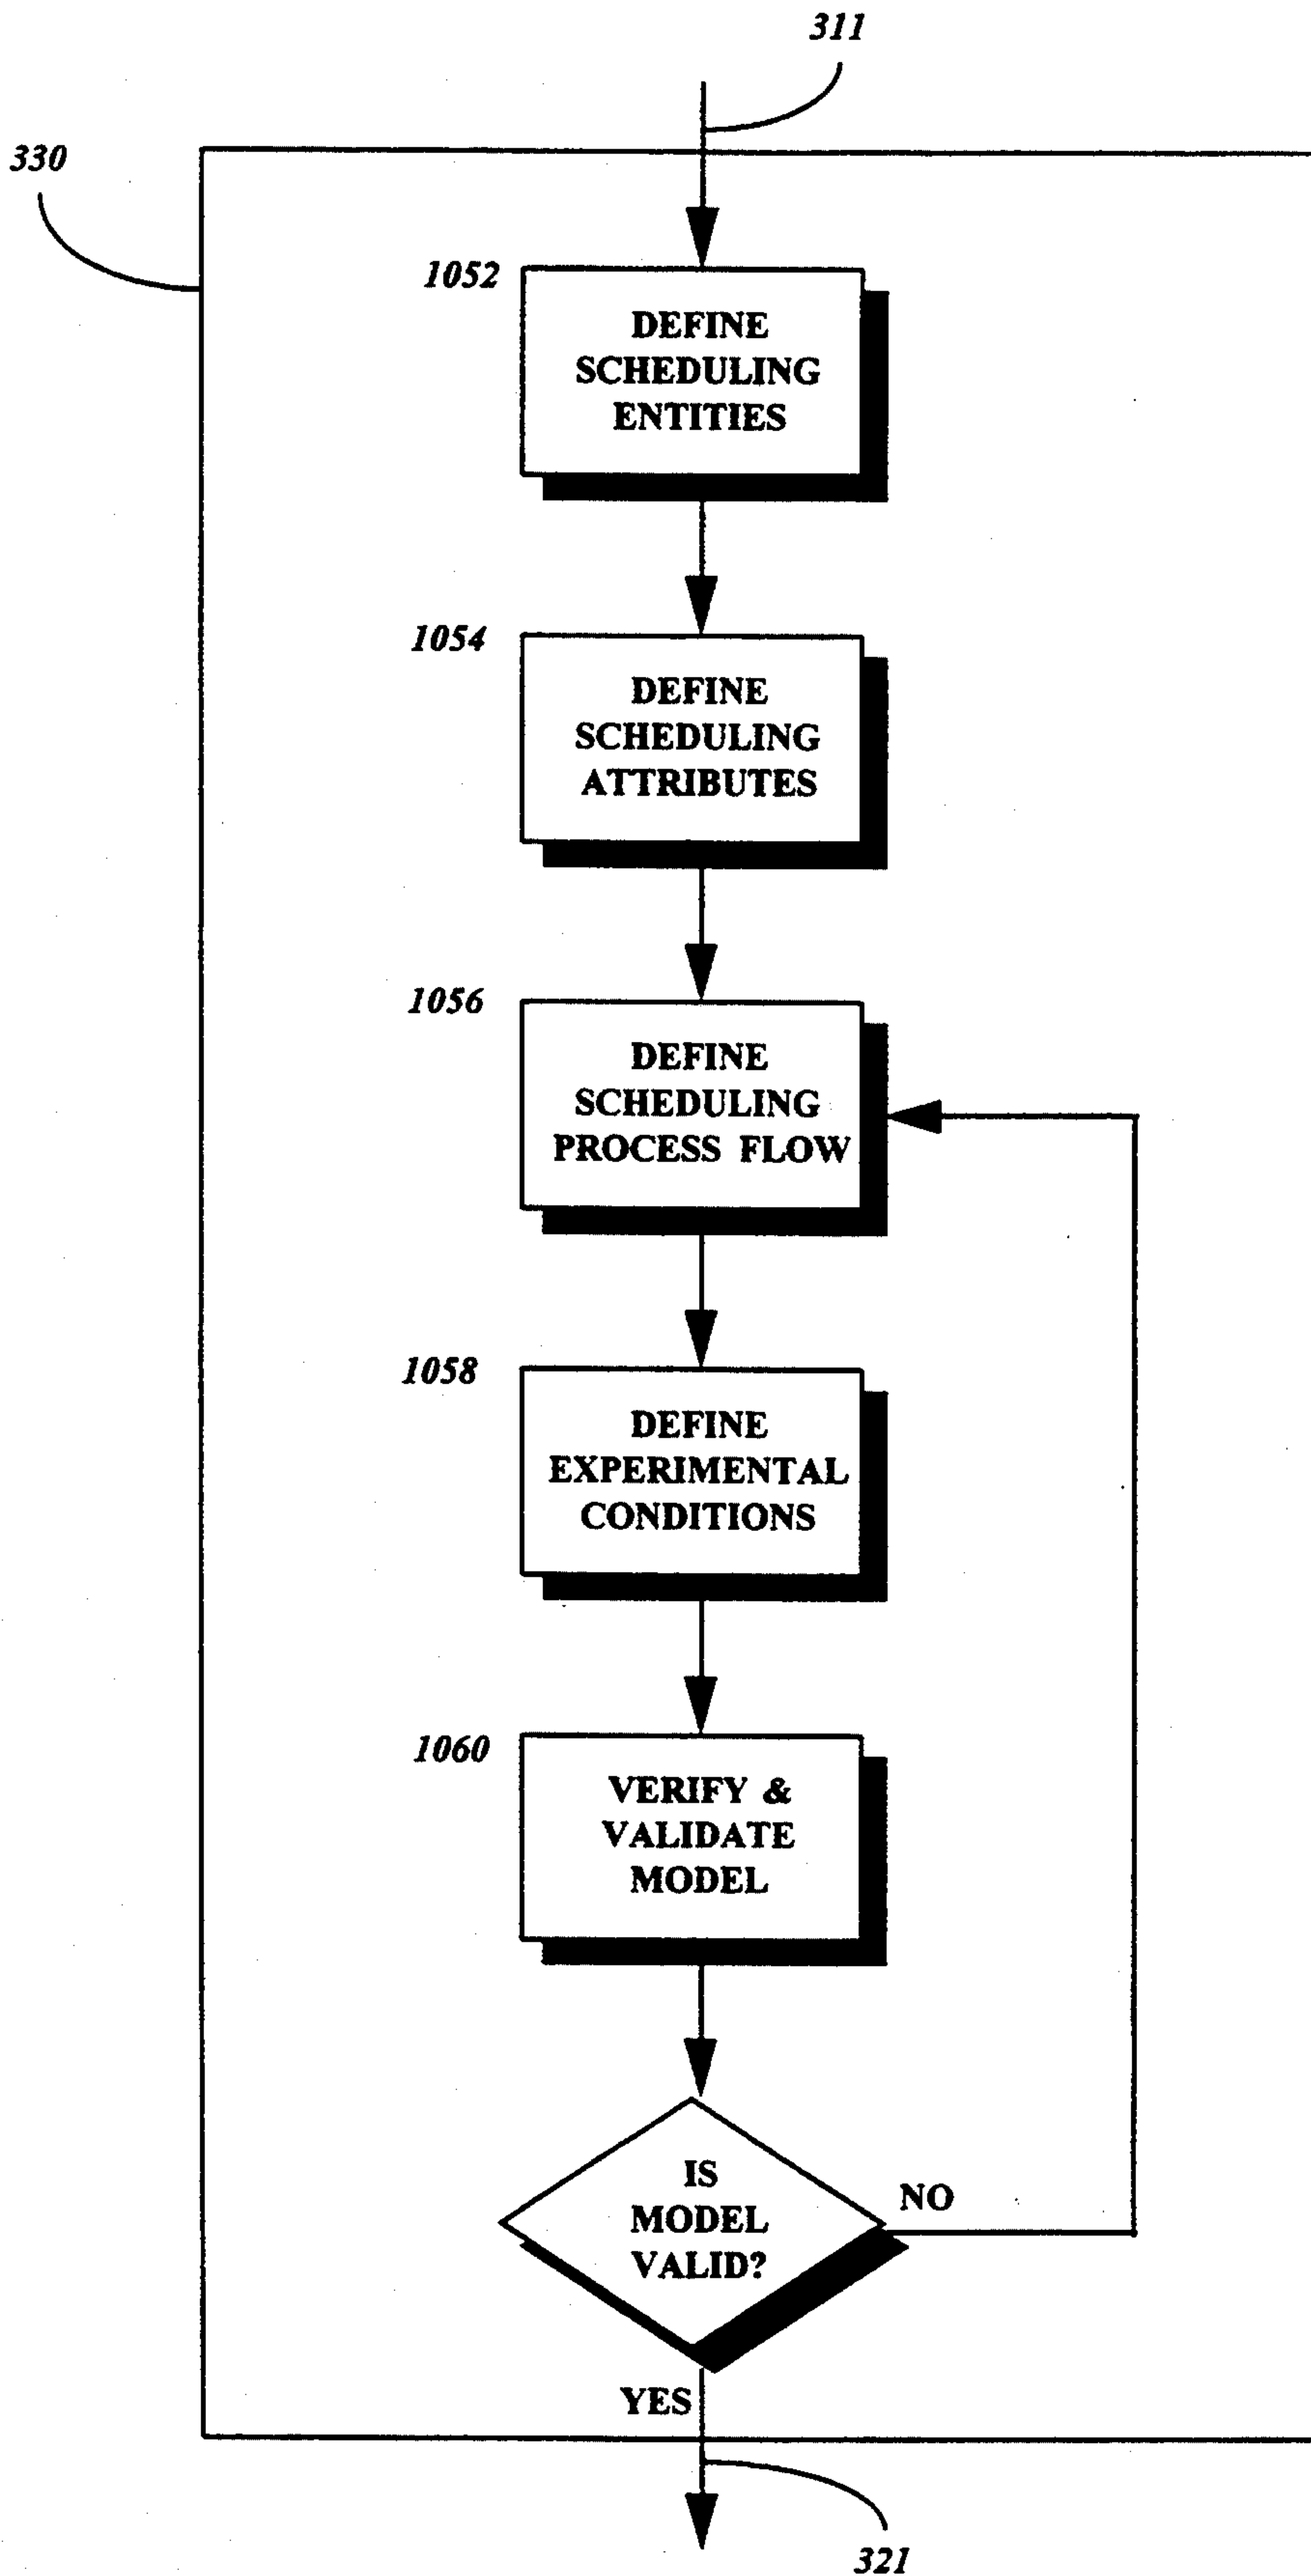 311
330
1052
DEFINE
SCHEDULING
ENTITIES
1054
DEFINE
SCHEDULING
ATTRIBUTES
1056
DEFINE
SCHEDULING
PROCESS FLOW
1058
DEFINE
EXPERIMENTAL
CONDITIONS
1060
VERIFY &
VALIDATE
MODEL
IS
MODEL
VALID?
NO
YES
321